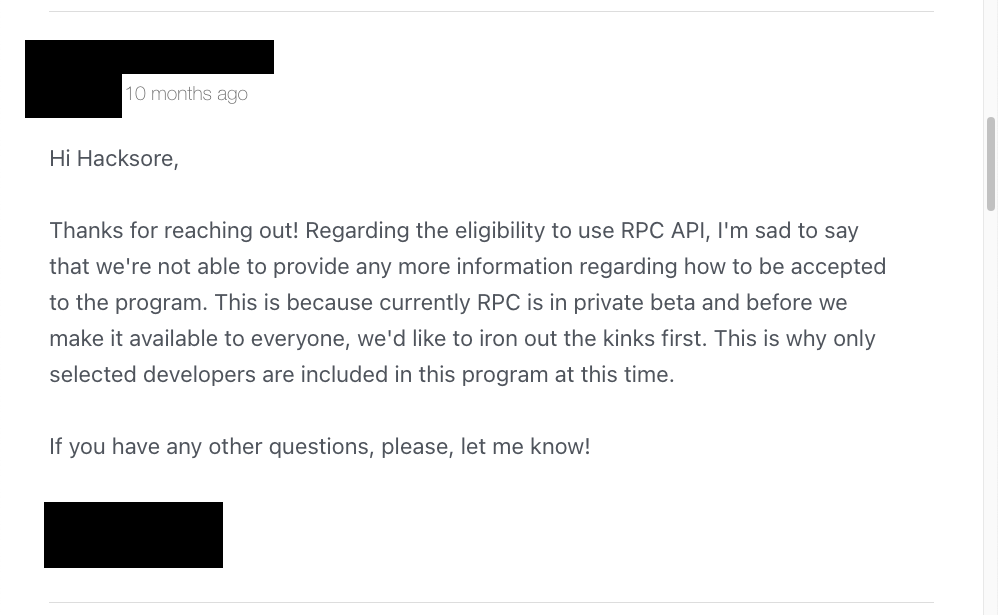 10 months ago
Hi Hacksore,
Thanks for reaching out! Regarding the eligibility to use RPC API, I'm sad to say
that we're not able to provide any more information regarding how to be accepted
to the program. This is because currently RPC is in private beta and before we
make it available to everyone, we'd like to iron out the kinks first. This is why only
selected developers are included in this program at this time.
If you have any other questions, please, let me know!